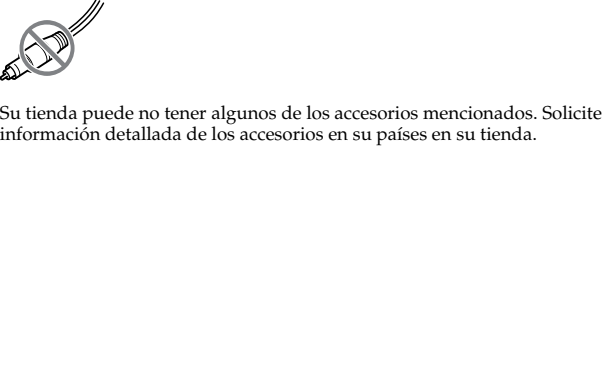 Su tienda puede no tener algunos de los accesorios mencionados. Solicite
información detallada de los accesorios en su países en su tienda.